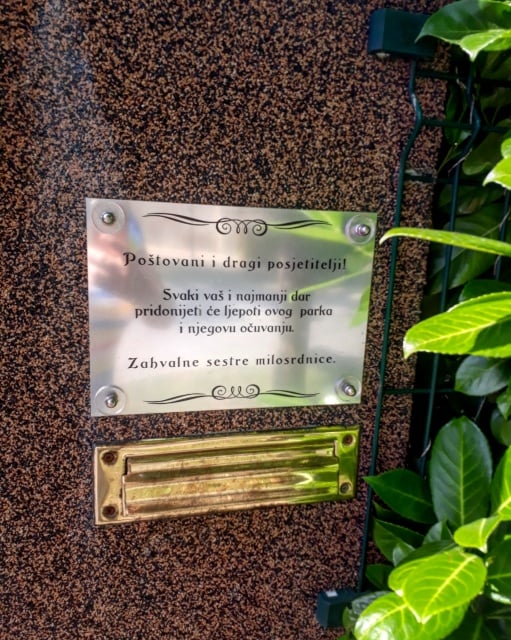 Poštovani i dragi posjetitelji!
Svaki vaš i najmanji dar
pridonijeti će ljepoti ovog parka
i njegovu očuvanju.
Zahvalne sestre milosrdnice.